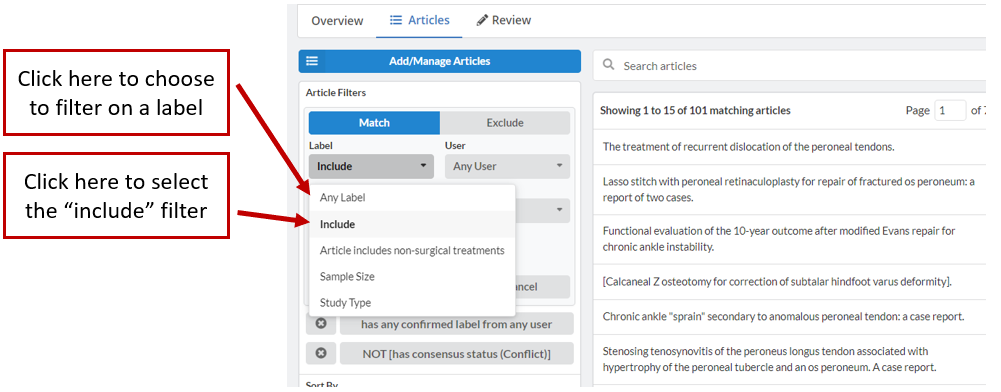 Overview
Articles
Review
Click here to choose
to filter on a label
Click here to select
the “include” filter
Add/Manage Articles
Article Filters
Match
Exclude
Label
User
Include
Any User
Any Label
Include
Article includes non-surgical treatments
Sample Size
Study Type
has any confirmed label from any user
NOT [has consensus status (Conflict)]
Sort By
Search articles
Showing 1 to 15 of 101 matching articles
Page 1 of 7
The treatment of recurrent dislocation of the peroneal tendons.
Lasso stitch with peroneal retinaculoplasty for repair of fractured os peroneum: a
report of two cases.
Functional evaluation of the 10-year outcome after modified Evans repair for
chronic ankle instability.
[Calcaneal Z osteotomy for correction of subtalar hindfoot varus deformity].
Chronic ankle "sprain" secondary to anomalous peroneal tendon: a case report.
Stenosing tenosynovitis of the peroneus longus tendon associated with
hypertrophy of the peroneal tubercle and an os peroneum. A case report.